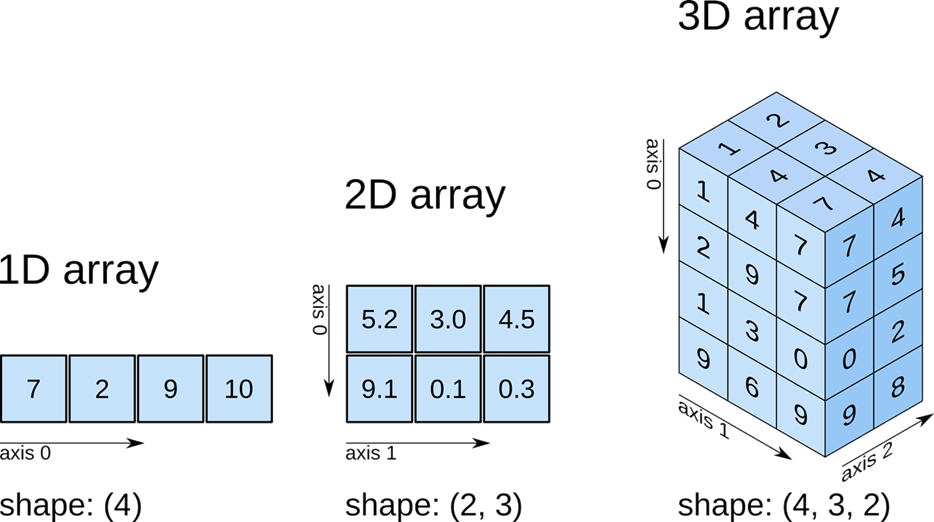 1D array
7 2 9 10
axis 0
shape: (4)
2D array
axis 0
5.2 3.0 4.5
9.1 0.1 0.3
axis 1
shape: (2, 3)
3D array
axis 0
2
1 3
4 4
7
1 4 7 7 4
2 9 7 7 5
1 3 0 0 2
9 6 9 9 8
axis 1
axis 2
shape: (4, 3, 2)